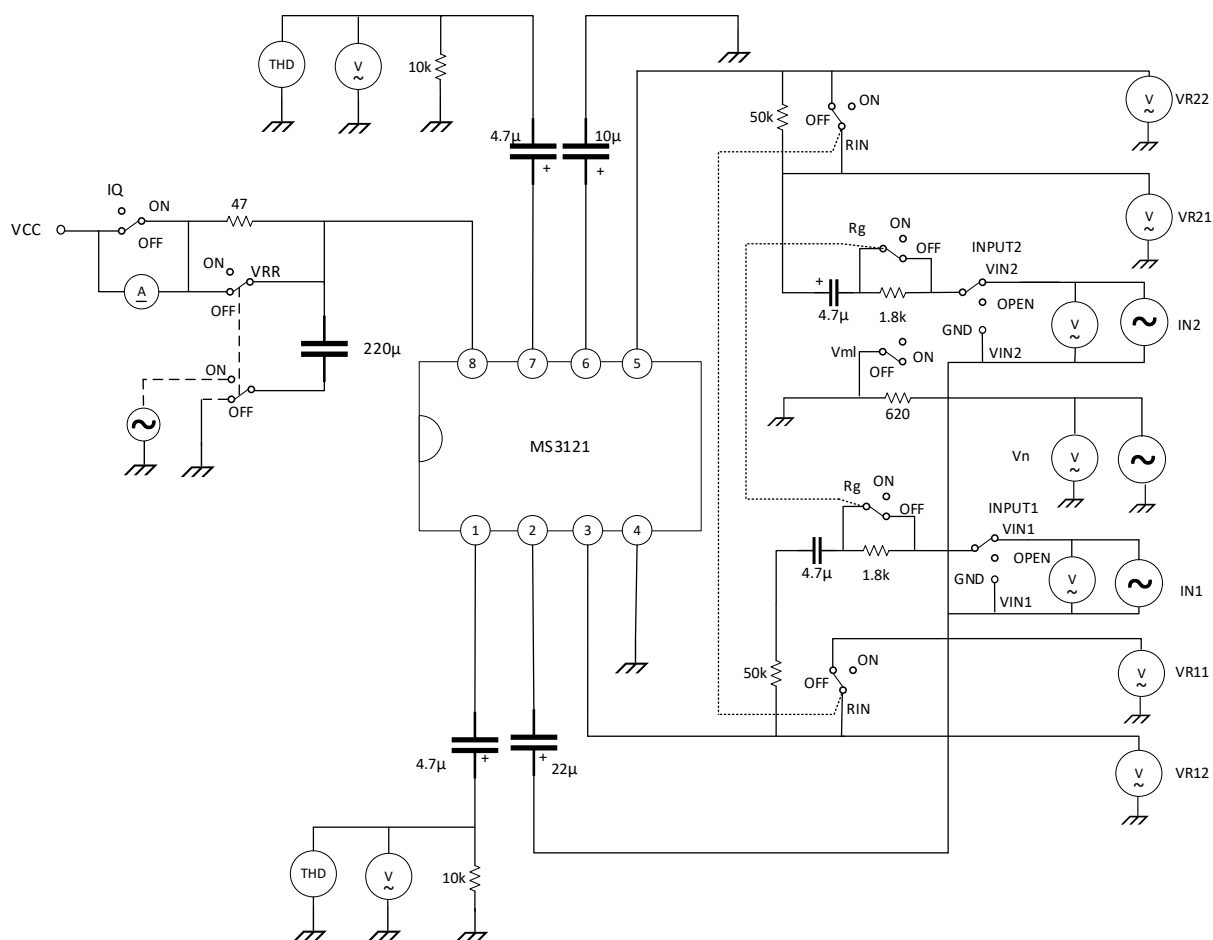 THD
V
10k
4.7μ
+
10μ
+
50k
ON
OFF
RIN
V
VR22
V
VR21
IQ
ON
OFF
VCC
A
47
ON
VRR
OFF
220μ
ON
OFF
Rg
ON
OFF
+
4.7μ
1.8k
INPUT2
VIN2
OPEN
GND
VIN2
V
IN2
Vml
ON
OFF
620
Vn
V
8
7
6
5
MS3121
1
2
3
4
Rg
ON
OFF
4.7μ
1.8k
INPUT1
VIN1
OPEN
GND
VIN1
V
IN1
50k
ON
OFF
RIN
V
VR11
V
VR12
4.7μ
+
+
22μ
THD
V
10k